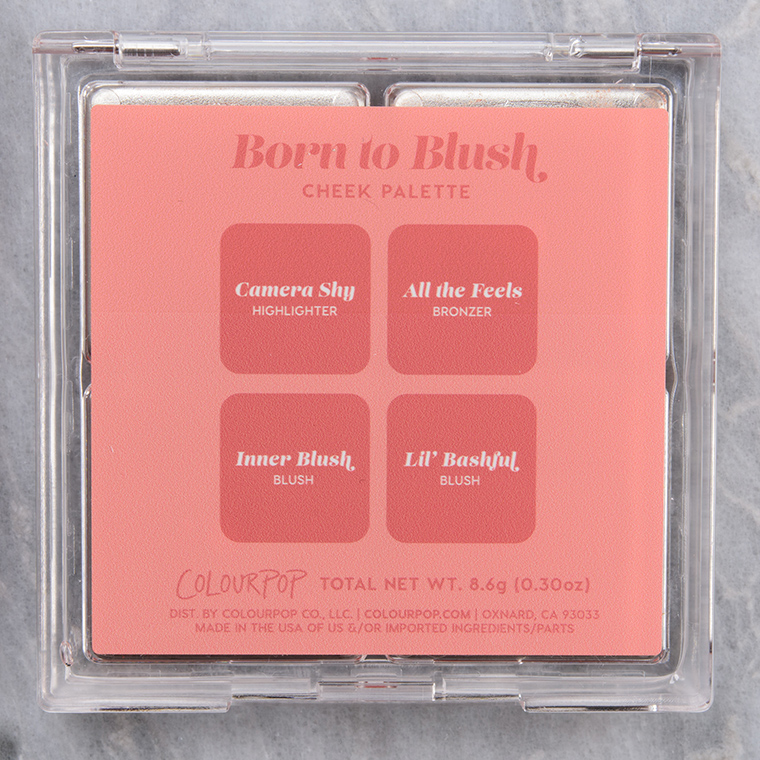 Born to Blush
CHEEK PALETTE
Camera Shy
HIGHLIGHTER
All the Feels
BRONZER
Inner Blush
BLUSH
Lil' Bashful
BLUSH
COLOURPOP TOTAL NET WT. 8.6g (0.30oz)
DIST. BY COLOURPOP CO., LLC. | COLOURPOP.COM | OXNARD, CA 93033
MADE IN THE USA OF US &/OR IMPORTED INGREDIENTS/PARTS